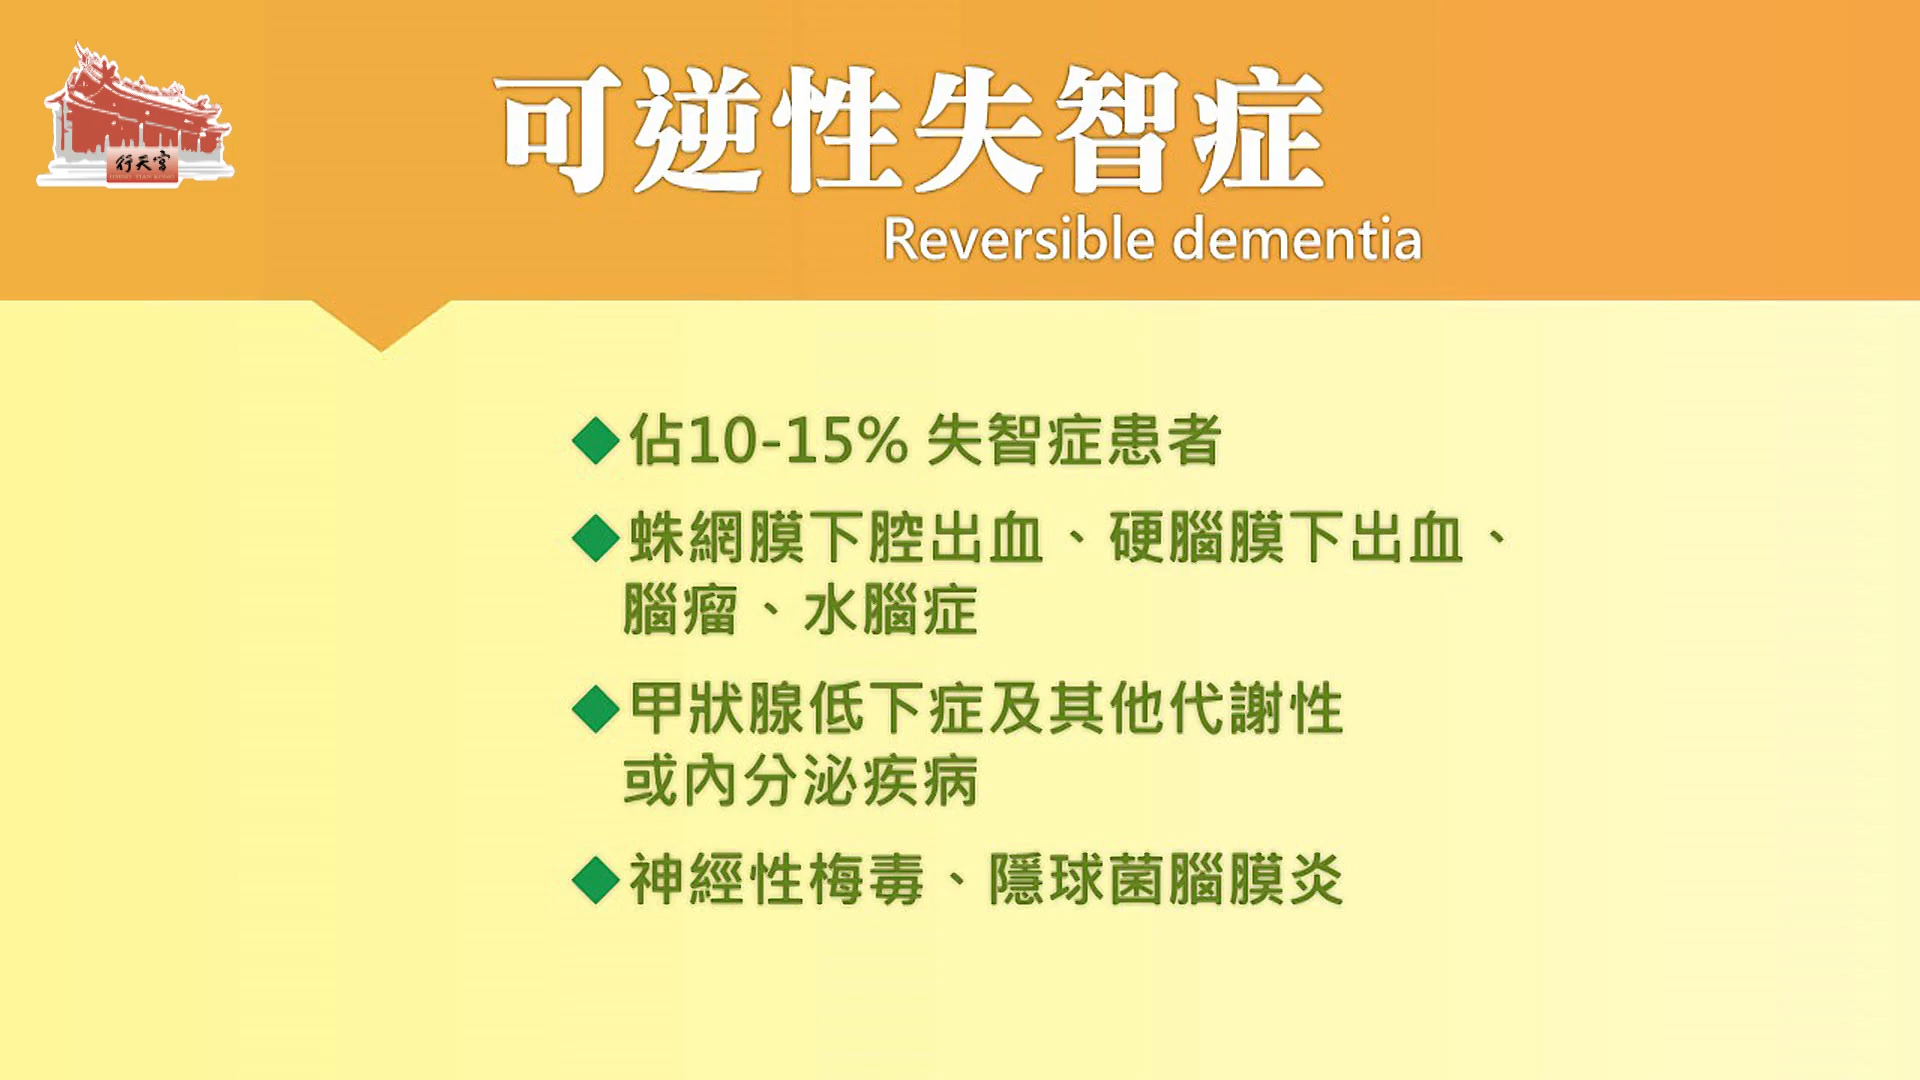 行天宮
HSING TIAN KONG
可逆性失智症
Reversible dementia
◆佔10-15% 失智症患者
◆蛛網膜下腔出血、硬腦膜下出血、
腦瘤、水腦症
◆甲狀腺低下症及其他代謝性
或內分泌疾病
◆神經性梅毒、隱球菌腦膜炎